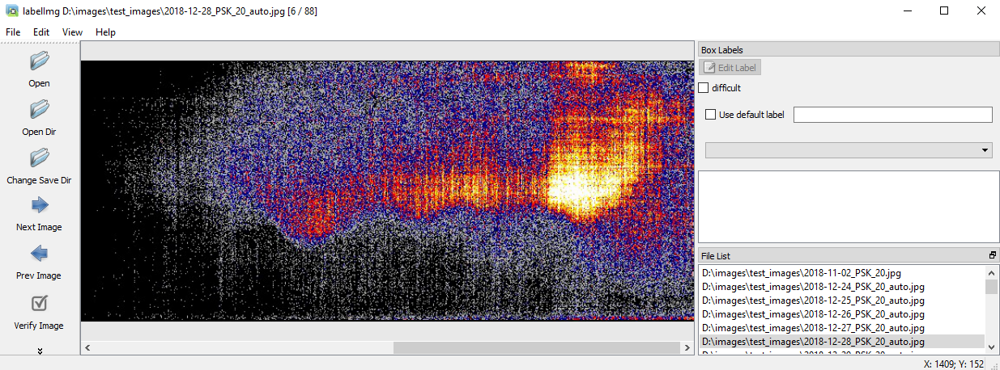 labelImg D:\images\test_images\2018-12-28_PSK_20_auto.jpg [6 / 88]
File Edit View Help
Open
Open Dir
Change Save Dir
Next Image
Prev Image
Verify Image
Box Labels
Edit Label
difficult
Use default label
File List
D:\images\test_images\2018-11-02_PSK_20.jpg
D:\images\test_images\2018-12-24_PSK_20_auto.jpg
D:\images\test_images\2018-12-25_PSK_20_auto.jpg
D:\images\test_images\2018-12-26_PSK_20_auto.jpg
D:\images\test_images\2018-12-27_PSK_20_auto.jpg
D:\images\test_images\2018-12-28_PSK_20_auto.jpg
X: 1409; Y: 152